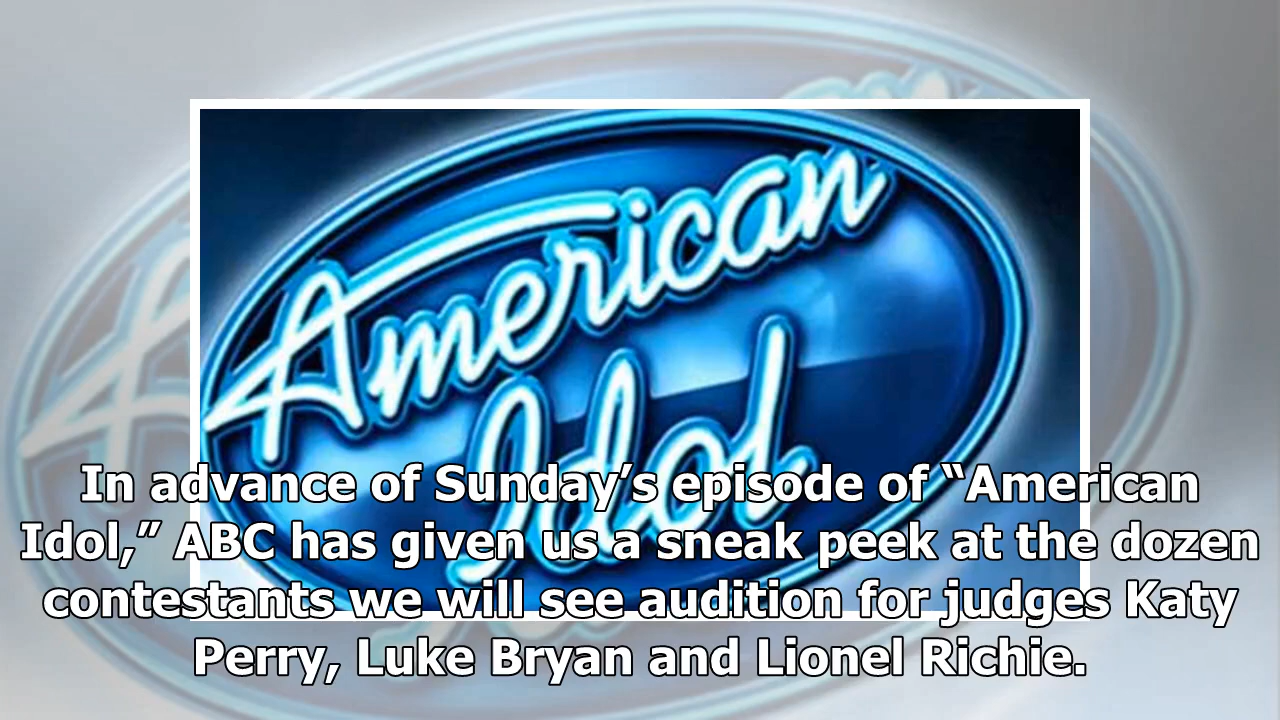 American
Idol
In advance of Sunday’s episode of “American
Idol,” ABC has given us a sneak peek at the dozen
contestants we will see audition for judges Katy
Perry, Luke Bryan and Lionel Richie.